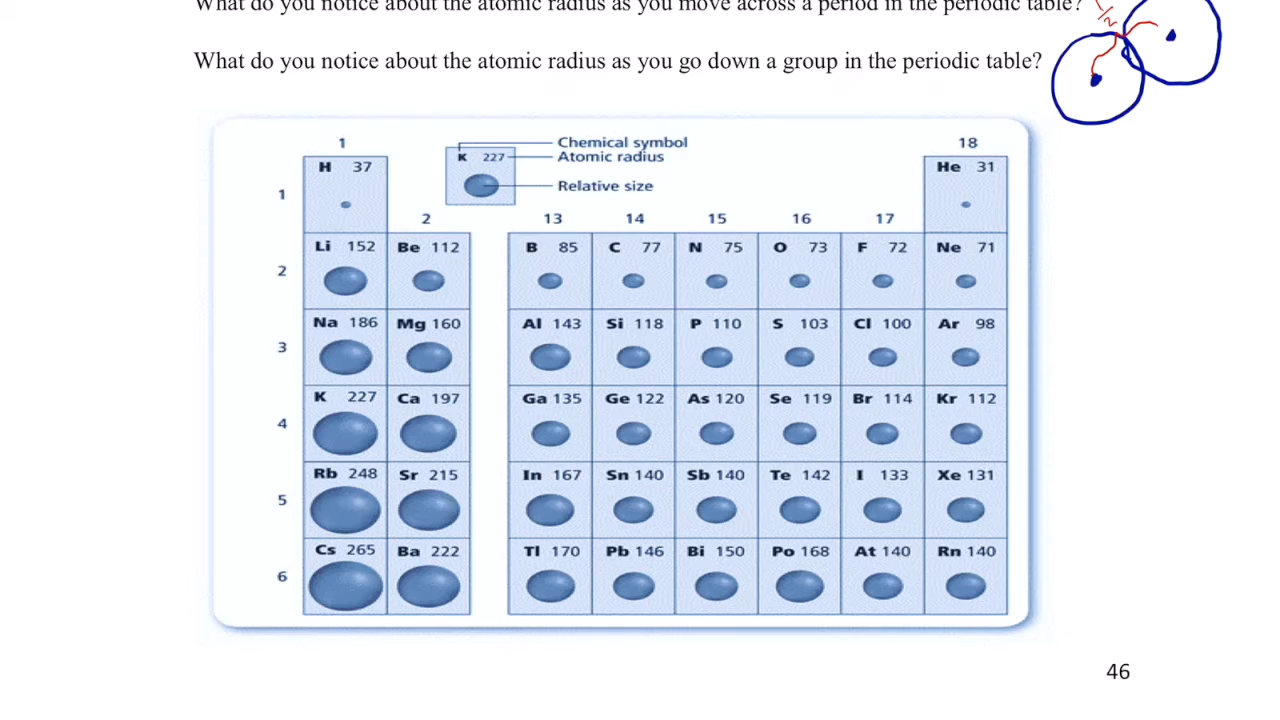 What do you notice about the atomic radius as you move across a period in the periodic table?
1/2
What do you notice about the atomic radius as you go down a group in the periodic table?
1 Chemical symbol 18
K 227 Atomic radius
H 37 He 31
1 Relative size
2 13 14 15 16 17
Li 152 Be 112 B 85 C 77 N 75 O 73 F 72 Ne 71
2
Na 186 Mg 160 Al 143 Si 118 P 110 S 103 Cl 100 Ar 98
3
K 227 Ca 197 Ga 135 Ge 122 As 120 Se 119 Br 114 Kr 112
4
Rb 248 Sr 215 In 167 Sn 140 Sb 140 Te 142 I 133 Xe 131
5
Cs 265 Ba 222 Tl 170 Pb 146 Bi 150 Po 168 At 140 Rn 140
6
46